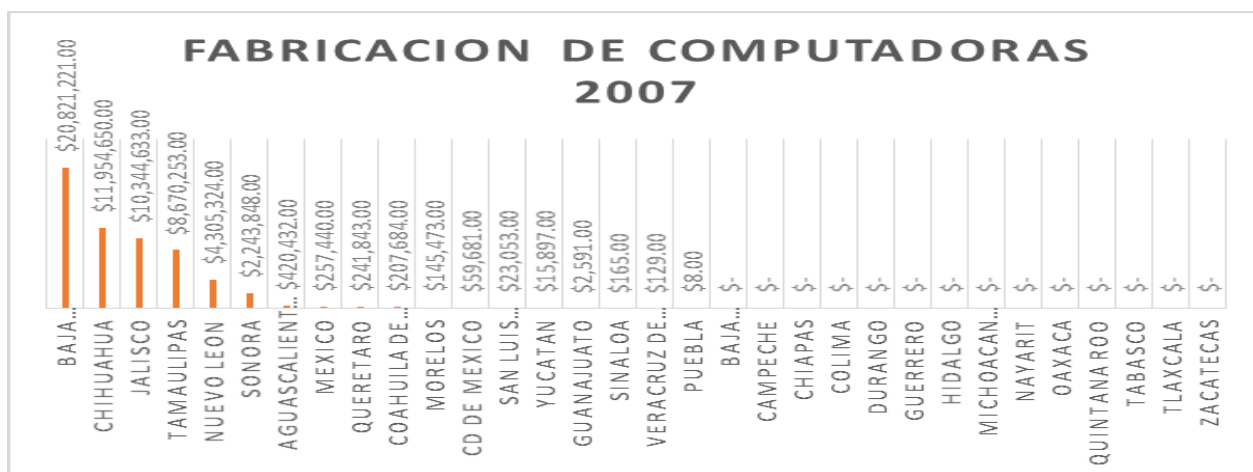 FABRICACION DE COMPUTADORAS
2007
$20,821,221.00
$11,954,650.00
$10,344,633.00
$8,670,253.00
$4,305,324.00
$2,243,848.00
$420,432.00
$257,440.00
$241,843.00
$207,684.00
$145,473.00
$59,681.00
$23,053.00
$15,897.00
$2,591.00
$165.00
$129.00
$8.00
$-
$-
$-
$-
$-
$-
$-
$-
$-
$-
$-
$-
$-
$-
BAJA…
CHIHUAHUA
JALISCO
TAMAULIPAS
NUEVO LEON
SONORA
AGUASCALIENT…
MEXICO
QUERETARO
COAHUILA DE…
MORELOS
CD DE MEXICO
SAN LUIS…
YUCATAN
GUANAJUATO
SINALOA
VERACRUZ DE…
PUEBLA
BAJA…
CAMPECHE
CHIAPAS
COLIMA
DURANGO
GUERRERO
HIDALGO
MICHOACAN…
NAYARIT
OAXACA
QUINTANA ROO
TABASCO
TLAXCALA
ZACATECAS